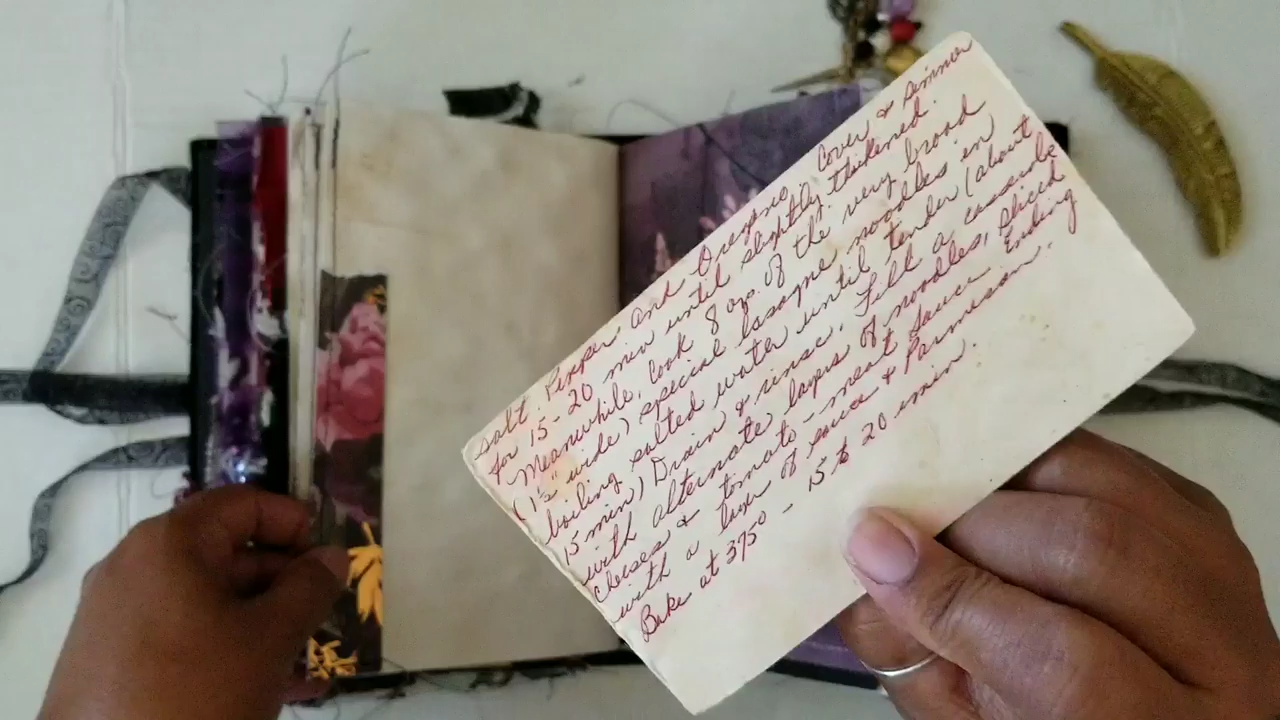 salt. Pepper and Oregano Cover & Simmer
for 15-20 min until slightly thickened.
Meanwhile, Cook 8 ozs. of the very broad
(1½" wide) special lasagne noodles in
boiling salted water until tender (about
15 min) Drain & rinse. Fill a casserole
with alternate layers of noodles, sliced
cheeses & tomato-meat sauce. Ending
with a layer of sauce & Parmesan.
Bake at 375° - 15 to 20 min.